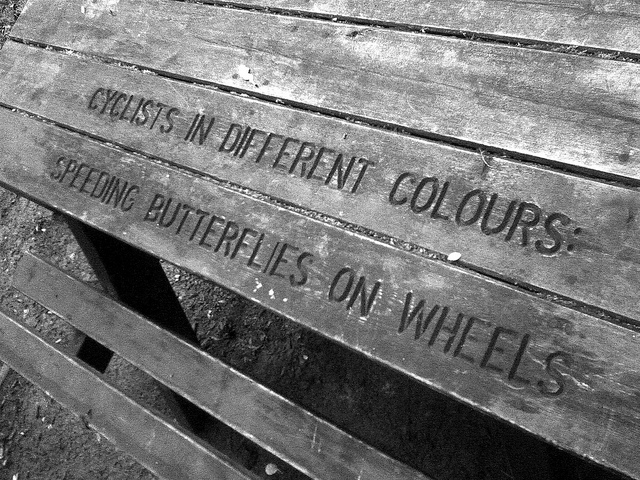 CYCLISTS IN DIFFERENT COLOURS:
SPEEDING BUTTERFLIES ON WHEELS